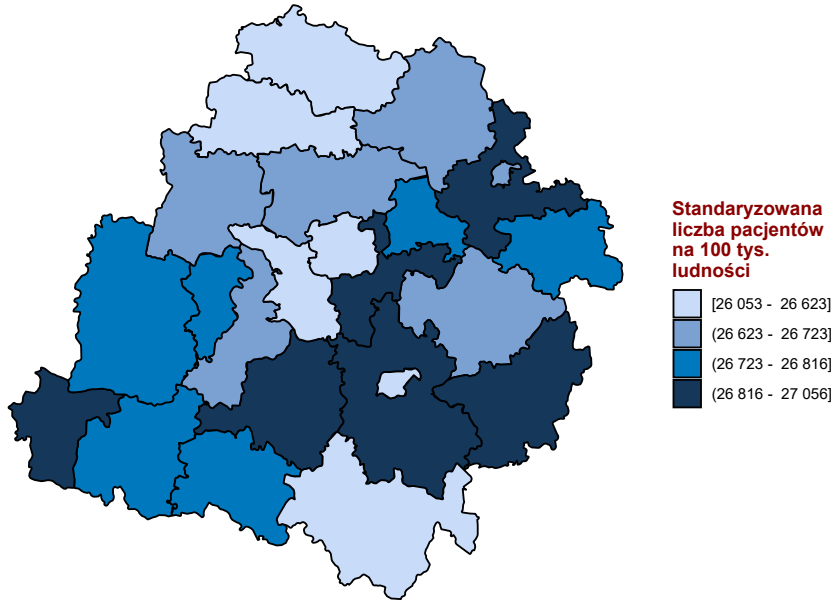 Standaryzowana
liczba pacjentów
na 100 tys.
ludności
[26 053 - 26 623]
(26 623 - 26 723]
(26 723 - 26 816]
(26 816 - 27 056]